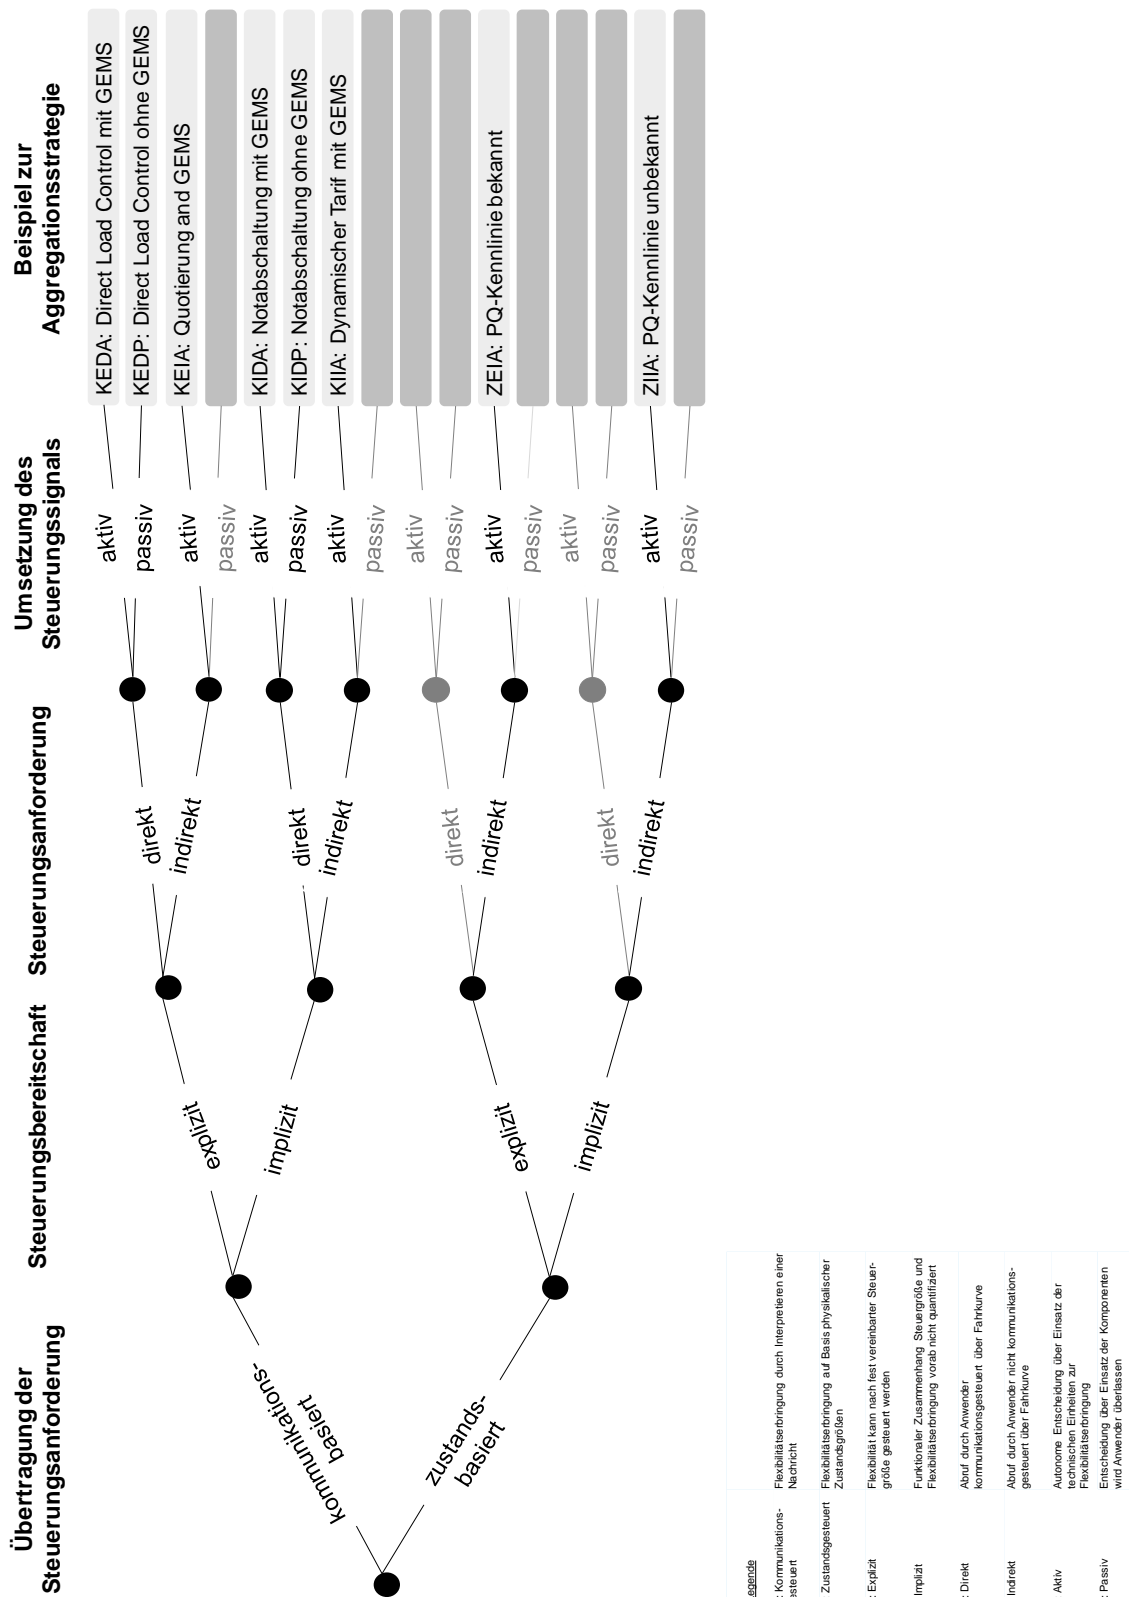 Übertragung der
Steuerungsanforderung
Steuerungsbereitschaft
Steuerungsanforderung
Umsetzung des
Steuerungssignals
Beispiel zur
Aggregationsstrategie
kommunikations-
basiert
zustands-
basiert
explizit
implizit
explizit
implizit
direkt
indirekt
direkt
indirekt
direkt
indirekt
direkt
indirekt
aktiv
passiv
aktiv
passiv
aktiv
passiv
aktiv
passiv
aktiv
passiv
aktiv
passiv
aktiv
passiv
aktiv
passiv
KEDA: Direct Load Control mit GEMS
KEDP: Direct Load Control ohne GEMS
KEIA: Quotierung and GEMS
KIDA: Notabschaltung mit GEMS
KIDP: Notabschaltung ohne GEMS
KIIA: Dynamischer Tarif mit GEMS
ZEIA: PQ-Kennlinie bekannt
ZIIA: PQ-Kennlinie unbekannt
egende
: Kommunikations-
esteuert
Flexibilitätserbringung durch Interpretieren einer
Nachricht
Zustandsgesteuert
Flexibilitätserbringung auf Basis physikalischer
Zustandsgrößen
: Explizit
Flexibilität kann nach fest vereinbarter Steuer-
größe gesteuert werden
Implizit
Funktionaler Zusammenhang Steuergröße und
Flexibilitätserbringung vorab nicht quantifiziert
: Direkt
Abruf durch Anwender
kommunikationsgesteuert über Fahrkurve
Indirekt
Abruf durch Anwender nicht kommunikations-
gesteuert über Fahrkurve
Aktiv
Autonome Entscheidung über Einsatz der
technischen Einheiten zur
Flexibilitätserbringung
: Passiv
Entscheidung über Einsatz der Komponenten
wird Anwender überlassen